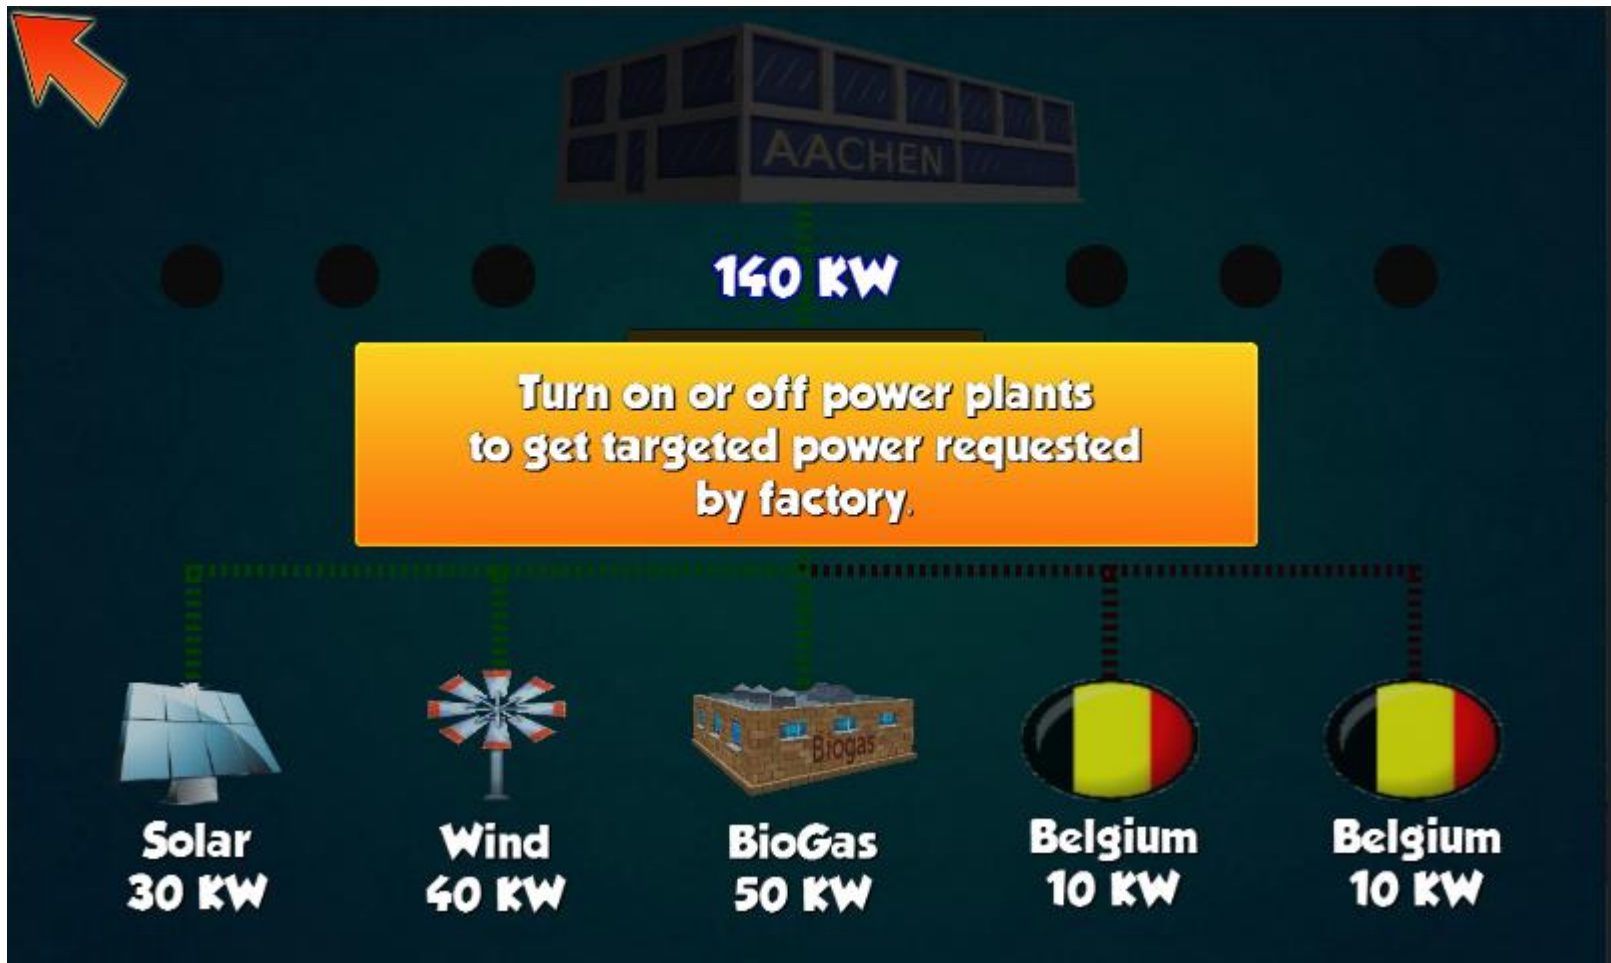 AACHEN
140 KW
Turn on or off power plants
to get targeted power requested
by factory.
Biogas
Solar
30 KW
Wind
40 KW
BioGas
50 KW
Belgium
10 KW
Belgium
10 KW